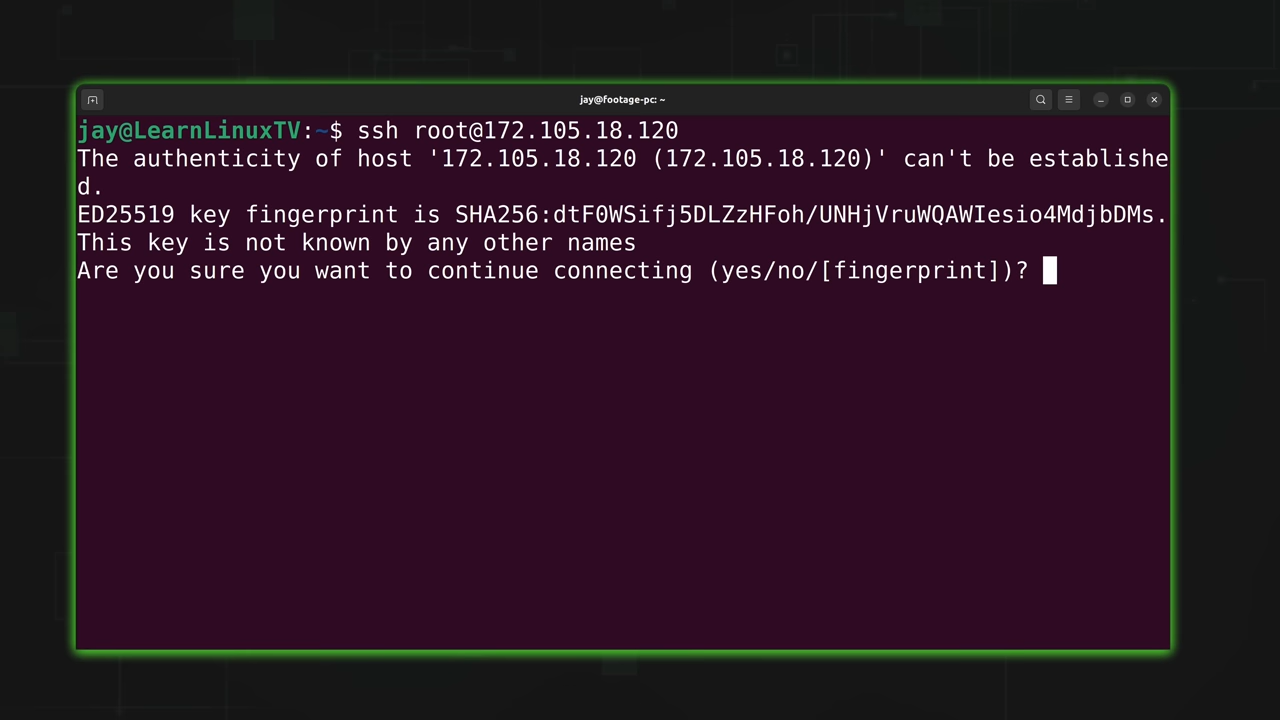 jay@footage-pc: ~
jay@LearnLinuxTV:~$ ssh root@172.105.18.120
The authenticity of host '172.105.18.120 (172.105.18.120)' can't be establishe
d.
ED25519 key fingerprint is SHA256:dtF0WSifj5DLZzHFoh/UNHjVruWQAWIesio4MdjbDMs.
This key is not known by any other names
Are you sure you want to continue connecting (yes/no/[fingerprint])?